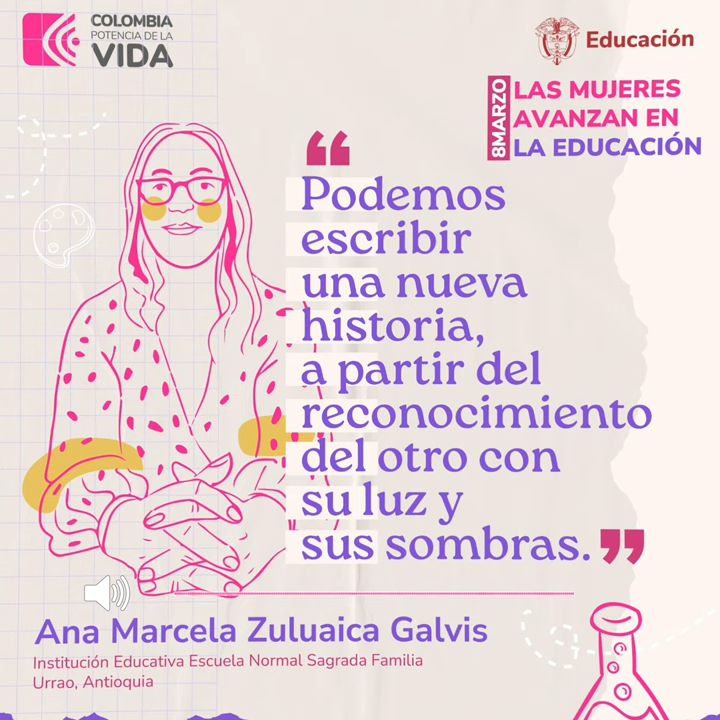 COLOMBIA
POTENCIA DE LA
VIDA
Educación
8MARZO
LAS MUJERES
AVANZAN EN
LA EDUCACIÓN
“
Podemos
escribir
una nueva
historia,
a partir del
reconocimiento
del otro con
su luz y
sus sombras.”
Ana Marcela Zuluaica Galvis
Institución Educativa Escuela Normal Sagrada Familia
Urrao, Antioquia